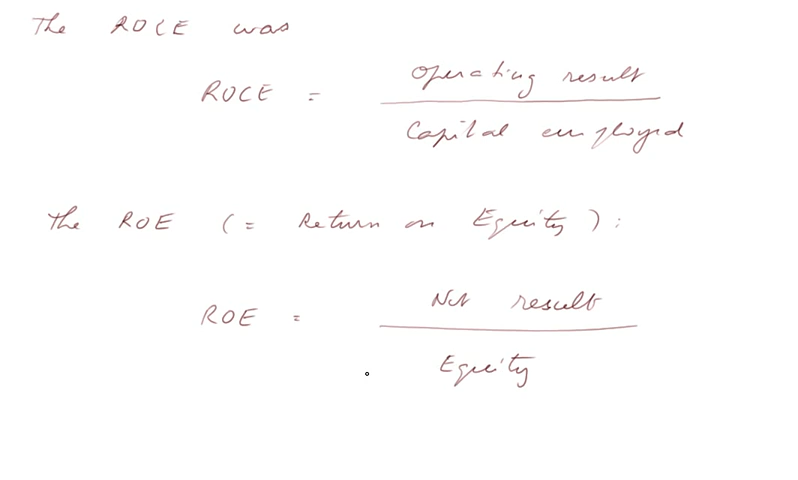 The ROCE was
ROCE = Operating result
Capital employed
The ROE (= Return on Equity):
ROE = Net result
Equity